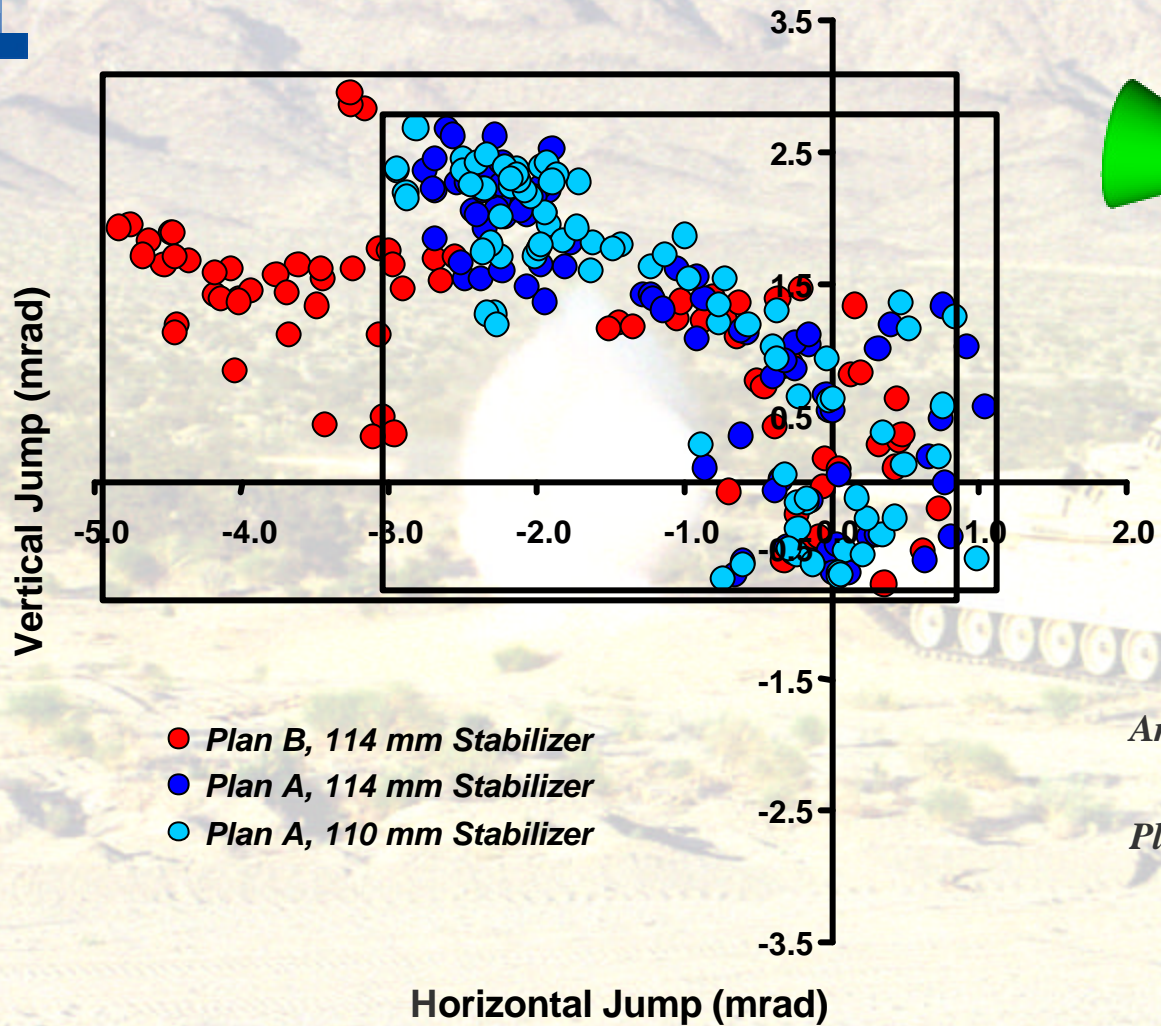 3.5
2.5
1.5
0.5
-5.0 -4.0 -3.0 -2.0 -1.0 0.0 1.0 2.0
-0.5
-1.5
-2.5
-3.5
Vertical Jump (mrad)
Plan B, 114 mm Stabilizer
Plan A, 114 mm Stabilizer
Plan A, 110 mm Stabilizer
Horizontal Jump (mrad)